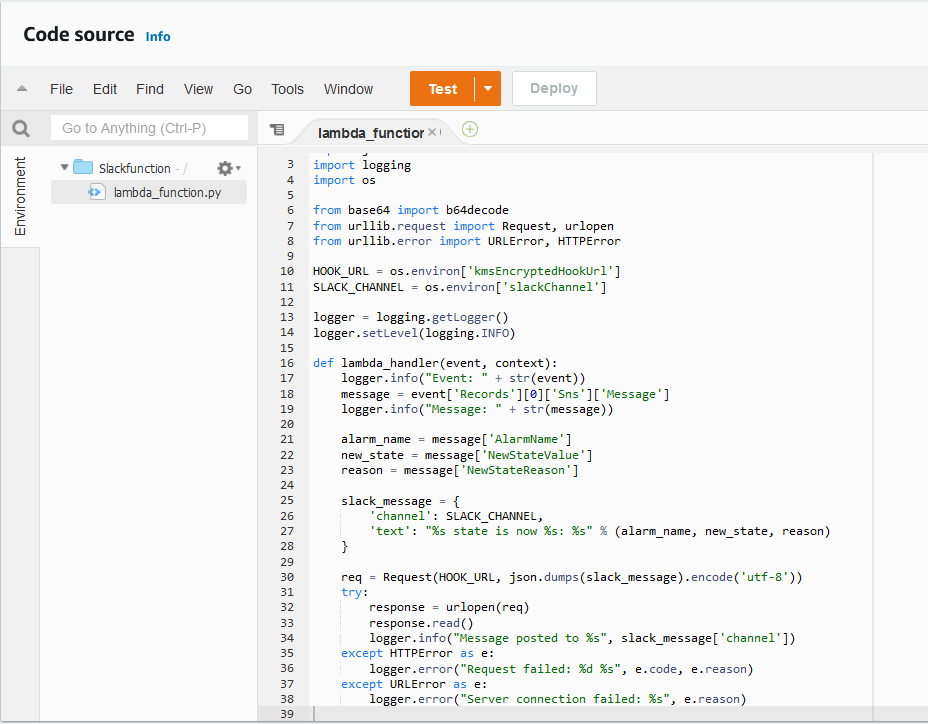 Code source Info
File Edit Find View Go Tools Window Test Deploy
Go to Anything (Ctrl-P)
lambda_function
Environment
Slackfunction - /
lambda_function.py
3 import logging
4 import os
5
6 from base64 import b64decode
7 from urllib.request import Request, urlopen
8 from urllib.error import URLError, HTTPError
9
10 HOOK_URL = os.environ['kmsEncryptedHookUrl']
11 SLACK_CHANNEL = os.environ['slackChannel']
12
13 logger = logging.getLogger()
14 logger.setLevel(logging.INFO)
15
16 def lambda_handler(event, context):
17     logger.info("Event: " + str(event))
18     message = event['Records'][0]['Sns']['Message']
19     logger.info("Message: " + str(message))
20
21     alarm_name = message['AlarmName']
22     new_state = message['NewStateValue']
23     reason = message['NewStateReason']
24
25     slack_message = {
26         'channel': SLACK_CHANNEL,
27         'text': "%s state is now %s: %s" % (alarm_name, new_state, reason)
28     }
29
30     req = Request(HOOK_URL, json.dumps(slack_message).encode('utf-8'))
31     try:
32         response = urlopen(req)
33         response.read()
34         logger.info("Message posted to %s", slack_message['channel'])
35     except HTTPError as e:
36         logger.error("Request failed: %d %s", e.code, e.reason)
37     except URLError as e:
38         logger.error("Server connection failed: %s", e.reason)
39